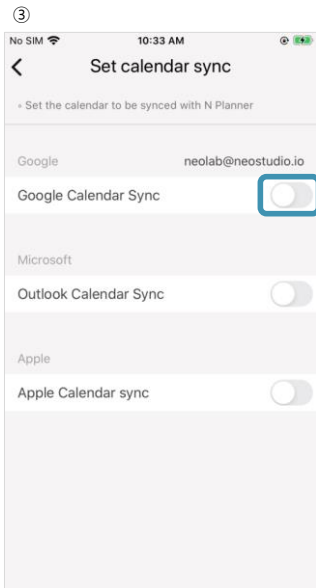 ③
No SIM 10:33 AM
Set calendar sync
• Set the calendar to be synced with N Planner
Google neolab@neostudio.io
Google Calendar Sync
Microsoft
Outlook Calendar Sync
Apple
Apple Calendar sync